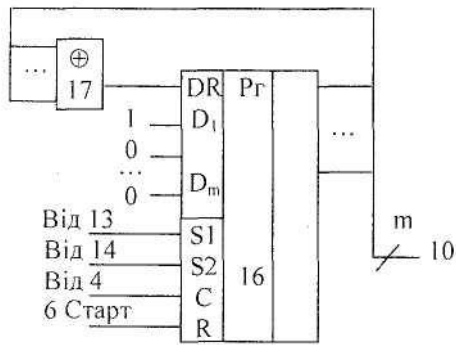 ⊕
...
17
DR Рг
1 D₁
...
0
...
0 Dₘ
m
Від 13 S1
10
Від 14 S2
16
Від 4 C
6 Старт R